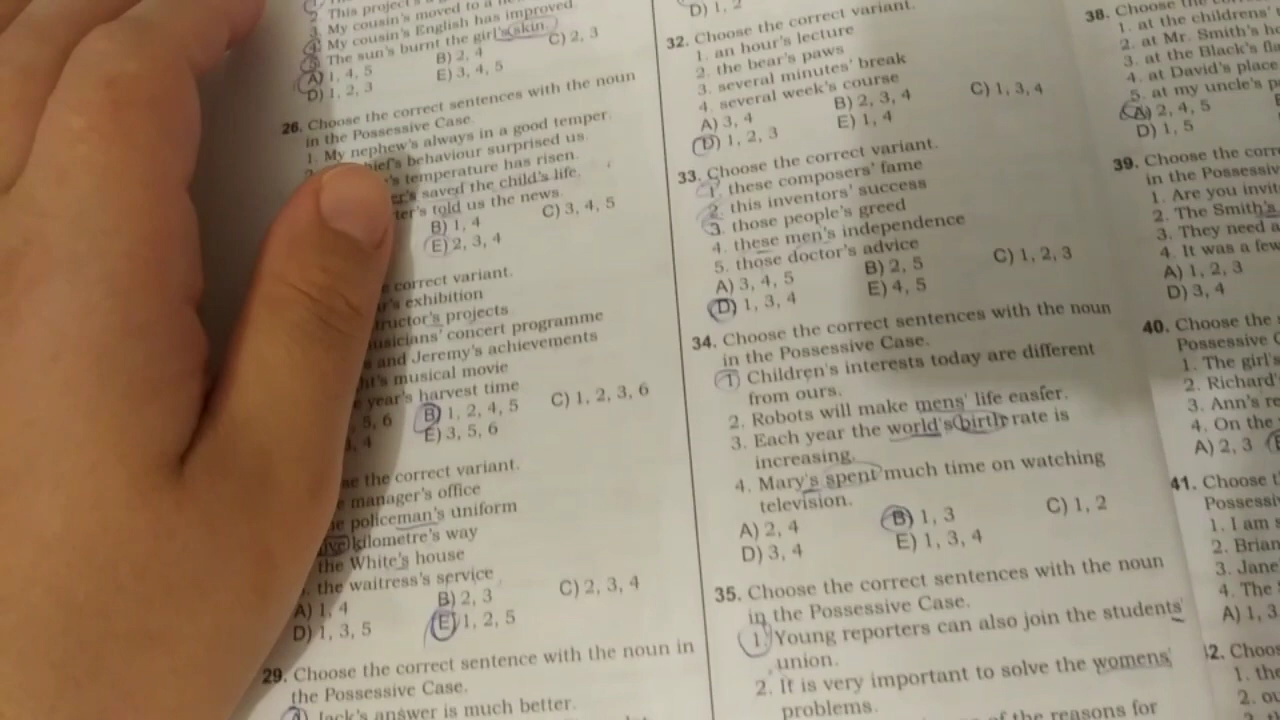 2. This project's a
3. My cousin's moved to a
4. My cousin's English has improved
5. The sun's burnt the girl's skin.
A) 1, 4, 5
B) 2, 4
C) 2, 3
D) 1, 2, 3
E) 3, 4, 5
26. Choose the correct sentences with the noun
in the Possessive Case.
1. My nephew's always in a good temper.
behaviour surprised us.
temperature has risen.
saved the child's life.
told us the news.
B) 1, 4
C) 3, 4, 5
E) 2, 3, 4
correct variant.
exhibition
projects
concert programme
and Jeremy's achievements
musical movie
year's harvest time
5, 6
B) 1, 2, 4, 5
C) 1, 2, 3, 6
4
E) 3, 5, 6
the correct variant.
manager's office
policeman's uniform
kilometre's way
the White's house
the waitress's service
A) 1, 4
B) 2, 3
C) 2, 3, 4
D) 1, 3, 5
E) 1, 2, 5
29. Choose the correct sentence with the noun in
the Possessive Case.
A) Jack's answer is much better.
D) 1, 2
32. Choose the correct variant.
1. an hour's lecture
2. the bear's paws
3. several minutes' break
4. several week's course
A) 3, 4
B) 2, 3, 4
C) 1, 3, 4
D) 1, 2, 3
E) 1, 4
33. Choose the correct variant.
1. these composers' fame
2. this inventors' success
3. those people's greed
4. these men's independence
5. those doctor's advice
A) 3, 4, 5
B) 2, 5
C) 1, 2, 3
D) 1, 3, 4
E) 4, 5
34. Choose the correct sentences with the noun
in the Possessive Case.
1. Children's interests today are different
from ours.
2. Robots will make mens' life easier.
3. Each year the world's birth rate is
increasing.
4. Mary's spent much time on watching
television.
A) 2, 4
B) 1, 3
C) 1, 2
D) 3, 4
E) 1, 3, 4
35. Choose the correct sentences with the noun
in the Possessive Case.
1. Young reporters can also join the students'
union.
2. It is very important to solve the womens'
problems.
of the reasons for
38. Choose the
1. at the childrens'
2. at Mr. Smith's
3. at the Black's
4. at David's place
5. at my uncle's
A) 2, 4, 5
D) 1, 5
39. Choose the
in the
1. Are you
2. The Smith's
3. They need a
4. It was a few
A) 1, 2, 3
D) 3, 4
40. Choose the
Possessive
1. The girl's
2. Richard's
3. Ann's
4. On the
A) 2, 3
41. Choose
1. I am
2. Brian
3. Jane
4. The
A) 1, 3
1. the
2.